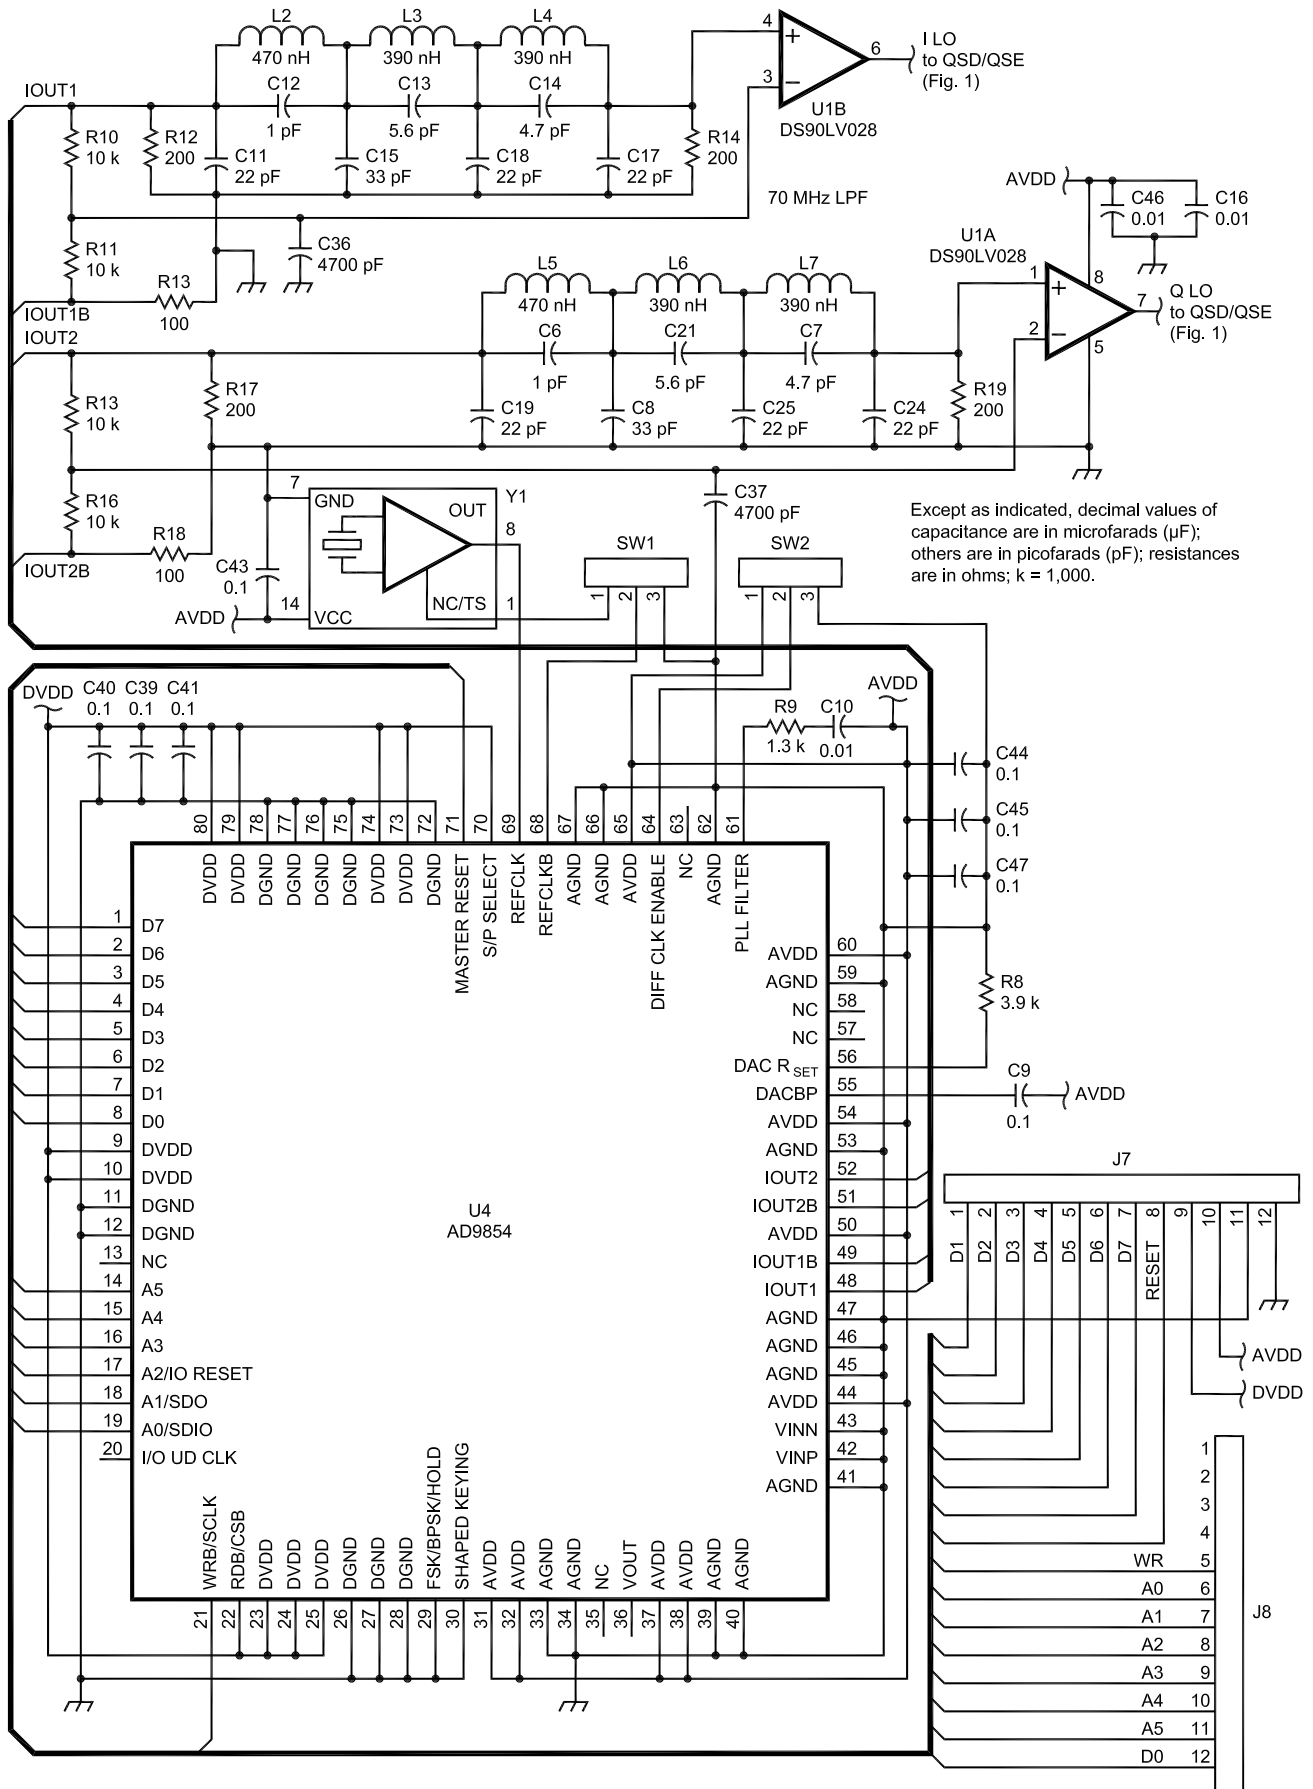 L2
470 nH
L3
390 nH
L4
390 nH
C12
1 pF
C13
5.6 pF
C14
4.7 pF
4
3
6
I LO
to QSD/QSE
(Fig. 1)
U1B
DS90LV028
IOUT1
R10
10 k
R12
200
C11
22 pF
C15
33 pF
C18
22 pF
C17
22 pF
R14
200
70 MHz LPF
R11
10 k
C36
4700 pF
R13
100
IOUT1B
IOUT2
AVDD
C46
0.01
C16
0.01
U1A
DS90LV028
1
2
8
5
7
Q LO
to QSD/QSE
(Fig. 1)
L5
470 nH
L6
390 nH
L7
390 nH
C6
1 pF
C21
5.6 pF
C7
4.7 pF
R13
10 k
R17
200
C19
22 pF
C8
33 pF
C25
22 pF
C24
22 pF
R19
200
R16
10 k
R18
100
IOUT2B
7
GND
OUT
Y1
8
C43
0.1
AVDD
14
VCC
NC/TS
1
C37
4700 pF
Except as indicated, decimal values of
capacitance are in microfarads (µF);
others are in picofarads (pF); resistances
are in ohms; k = 1,000.
SW1
1
2
3
SW2
1
2
3
DVDD
C40
0.1
C39
0.1
C41
0.1
R9
1.3 k
C10
0.01
AVDD
C44
0.1
C45
0.1
C47
0.1
R8
3.9 k
C9
0.1
AVDD
80 DVDD
79 DVDD
78 DGND
77 DGND
76 DGND
75 DGND
74 DVDD
73 DVDD
72 DGND
71 MASTER RESET
70 S/P SELECT
69 REFCLK
68 REFCLKB
67 AGND
66 AGND
65 AVDD
64 DIFF CLK ENABLE
63 NC
62 AGND
61 PLL FILTER
1 D7
2 D6
3 D5
4 D4
5 D3
6 D2
7 D1
8 D0
9 DVDD
10 DVDD
11 DGND
12 DGND
13 NC
14 A5
15 A4
16 A3
17 A2/IO RESET
18 A1/SDO
19 A0/SDIO
20 I/O UD CLK
U4
AD9854
AVDD 60
AGND 59
NC 58
NC 57
DAC RSET 56
DACBP 55
AVDD 54
AGND 53
IOUT2 52
IOUT2B 51
AVDD 50
IOUT1B 49
IOUT1 48
AGND 47
AGND 46
AGND 45
AVDD 44
VINN 43
VINP 42
AGND 41
WRB/SCLK 21
RDB/CSB 22
DVDD 23
DVDD 24
DVDD 25
DGND 26
DGND 27
DGND 28
FSK/BPSK/HOLD 29
SHAPED KEYING 30
AVDD 31
AVDD 32
AGND 33
AGND 34
NC 35
VOUT 36
AVDD 37
AVDD 38
AGND 39
AGND 40
J7
1 D1
2 D2
3 D3
4 D4
5 D5
6 D6
7 D7
8 RESET
9
10
11
12
AVDD
DVDD
J8
1
2
3
4
WR 5
A0 6
A1 7
A2 8
A3 9
A4 10
A5 11
D0 12